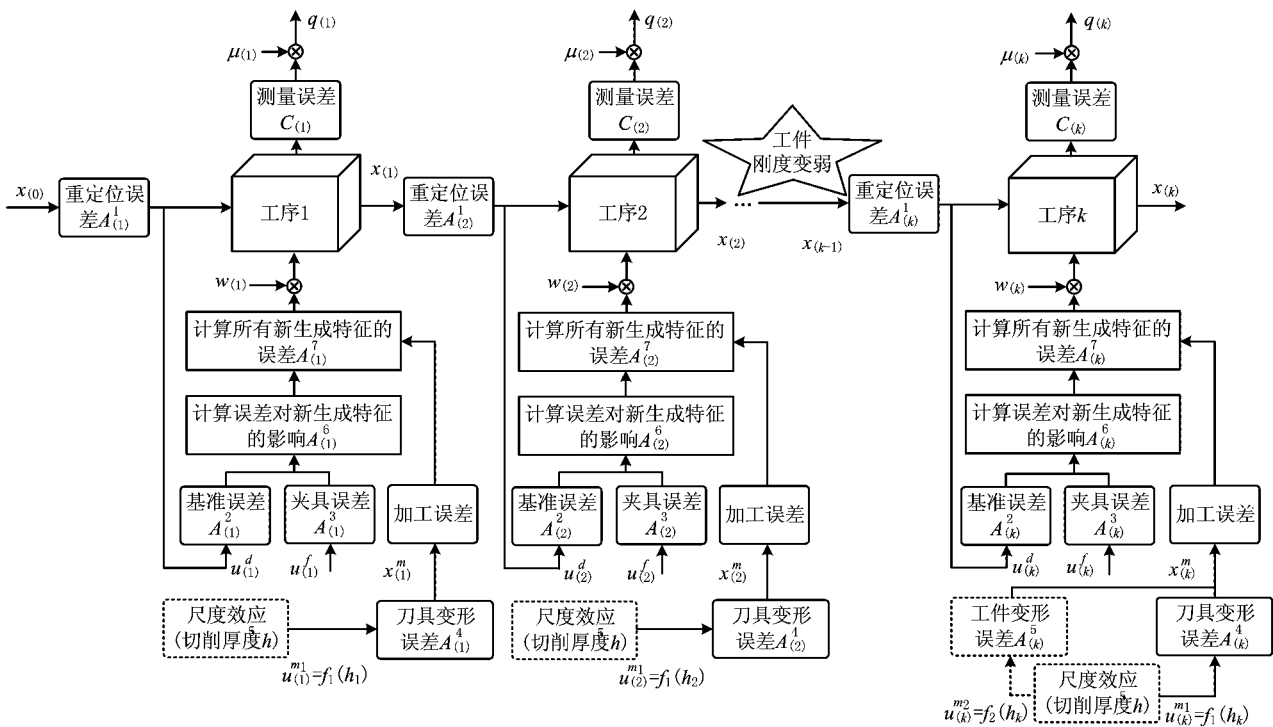 q(1)
μ(1)
测量误差
C(1)
x(0)
重定位误
差A¹(1)
工序1
x(1)
w(1)
计算所有新生成特征的
误差A⁷(1)
计算误差对新生成特征
的影响A⁶(1)
基准误差
A²(1)
夹具误差
A³(1)
加工误差
uᵈ(1)
uᶠ(1)
xᵐ(1)
尺度效应
(切削厚度h)
刀具变形
误差A⁴(1)
uᵐ¹(1)=f₁(h₁)
q(2)
μ(2)
测量误差
C(2)
重定位误
差A¹(2)
工序2
x(2)
w(2)
计算所有新生成特征的
误差A⁷(2)
计算误差对新生成特征
的影响A⁶(2)
基准误差
A²(2)
夹具误差
A³(2)
加工误差
uᵈ(2)
uᶠ(2)
xᵐ(2)
尺度效应
(切削厚度h)
刀具变形
误差A⁴(2)
uᵐ¹(2)=f₁(h₂)
工件
刚度变弱
…
x(k-1)
q(k)
μ(k)
测量误差
C(k)
重定位误
差A¹(k)
工序k
x(k)
w(k)
计算所有新生成特征的
误差A⁷(k)
计算误差对新生成特征
的影响A⁶(k)
基准误差
A²(k)
夹具误差
A³(k)
加工误差
uᵈ(k)
uᶠ(k)
xᵐ(k)
工件变形
误差A⁵(k)
刀具变形
误差A⁴(k)
尺度效应
(切削厚度h)
uᵐ²(k)=f₂(hₖ)
uᵐ¹(k)=f₁(hₖ)